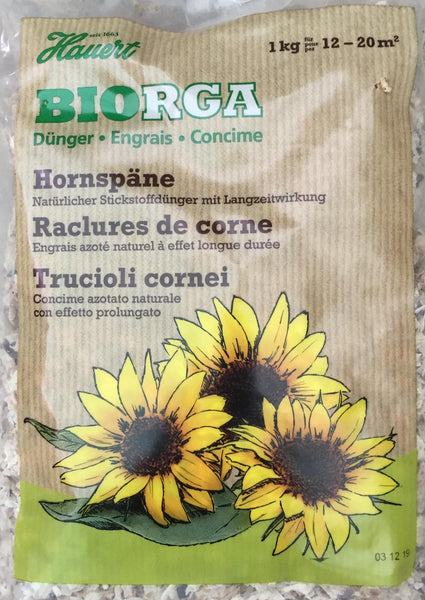 Hauert
seit 1663
1 kg für pour per 12 – 20 m²
BIORGA
Dünger • Engrais • Concime
Hornspäne
Natürlicher Stickstoffdünger mit Langzeitwirkung
Raclures de corne
Engrais azoté naturel à effet longue durée
Trucioli cornei
Concime azotato naturale
con effetto prolungato
03 12 19